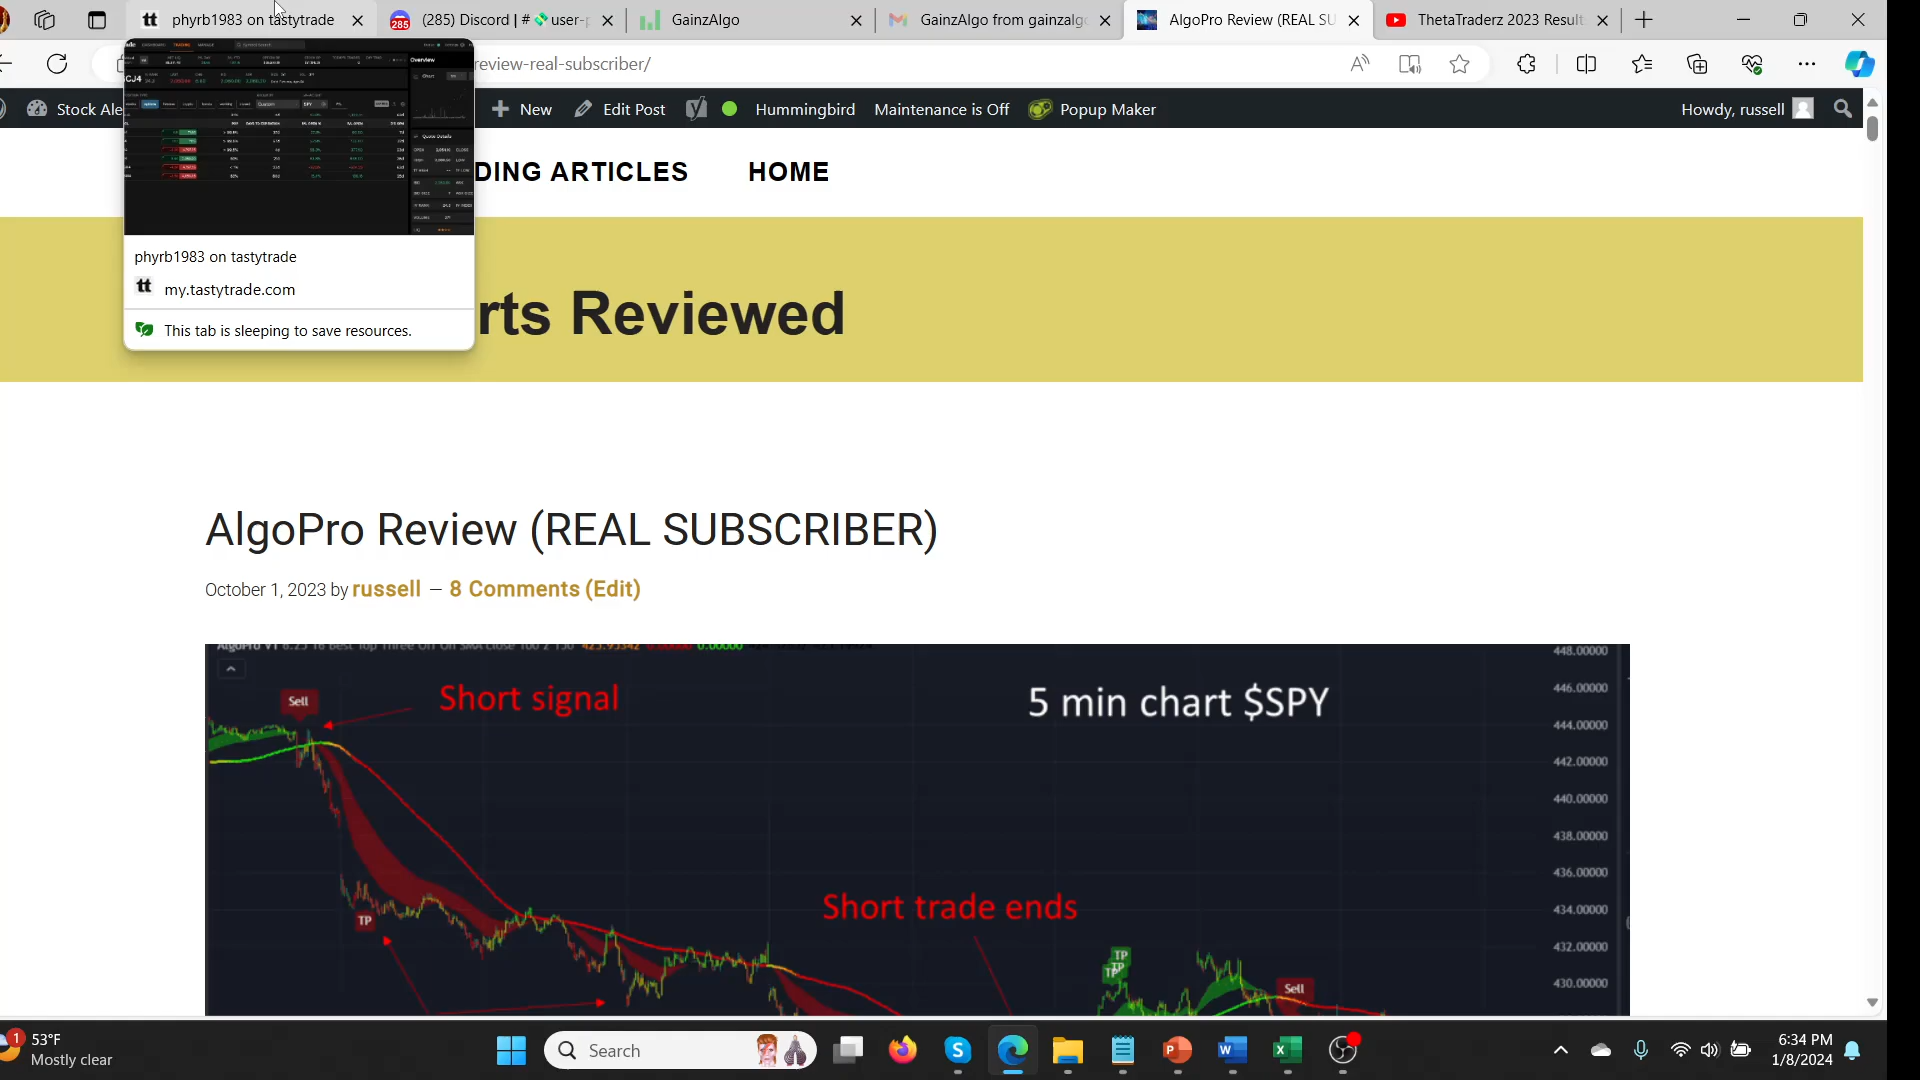 phyrb1983 on tastytrade
(285) Discord | #
user-p
GainzAlgo
GainzAlgo from gainzalgo
AlgoPro Review (REAL SU
ThetaTraderz 2023 Result
285
review-real-subscriber/
Stock Ale
New
Edit Post
Hummingbird
Maintenance is Off
Popup Maker
Howdy, russell
phyrb1983 on tastytrade
tt
my.tastytrade.com
This tab is sleeping to save resources.
DING ARTICLES
HOME
rts Reviewed
AlgoPro Review (REAL SUBSCRIBER)
October 1, 2023 by russell — 8 Comments (Edit)
Sell
Short signal
5 min chart $SPY
448.00000
446.00000
444.00000
442.00000
440.00000
438.00000
436.00000
434.00000
432.00000
430.00000
TP
Short trade ends
TP
TP
Sell
1
53°F
Mostly clear
Search
6:34 PM
1/8/2024